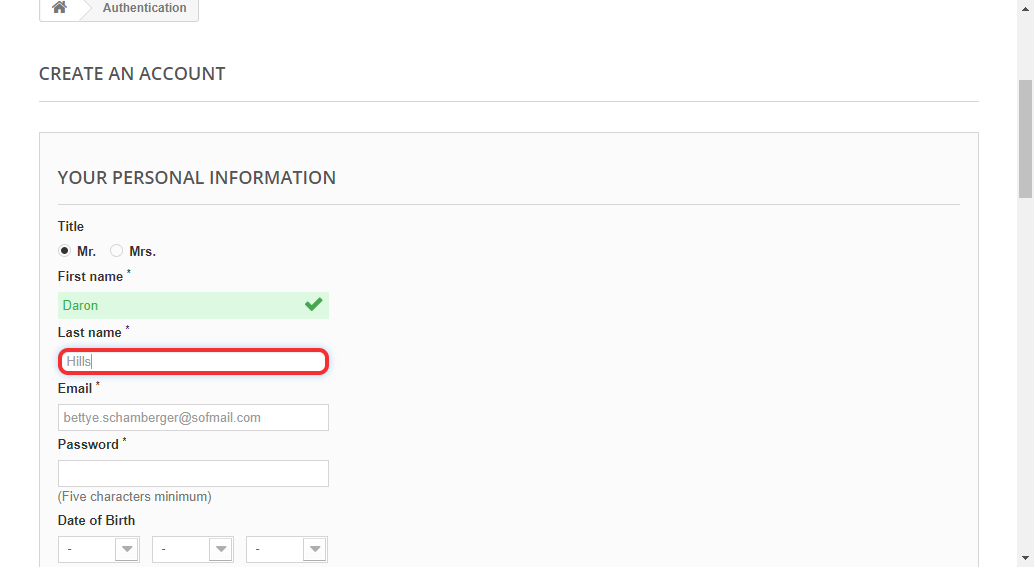 Authentication
CREATE AN ACCOUNT
YOUR PERSONAL INFORMATION
Title
Mr. Mrs.
First name *
Daron
Last name *
Hills
Email *
bettye.schamberger@sofmail.com
Password *
(Five characters minimum)
Date of Birth
- - -